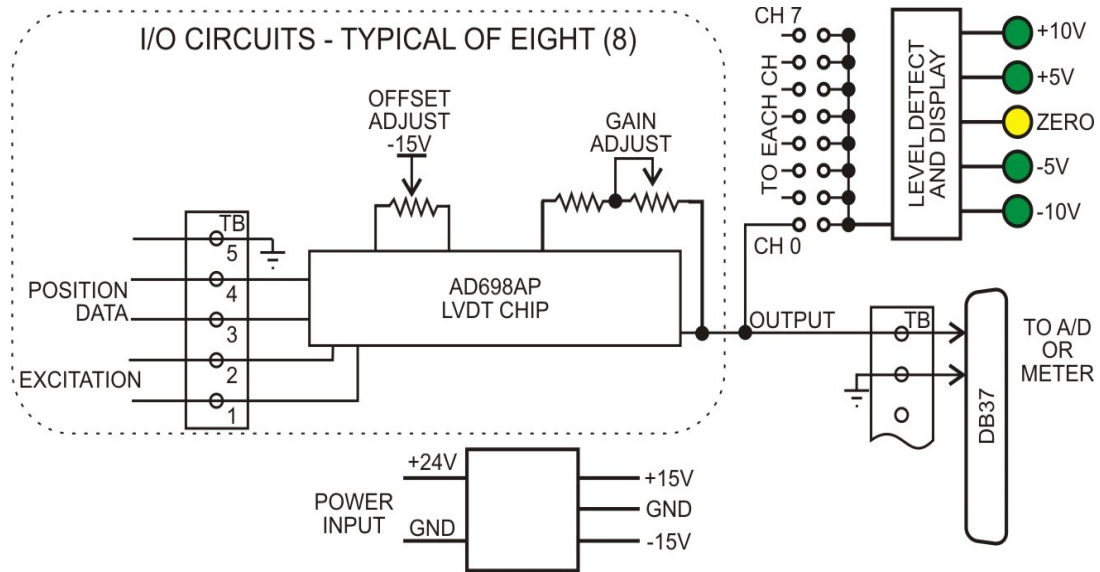 I/O CIRCUITS - TYPICAL OF EIGHT (8)
OFFSET
ADJUST
-15V
GAIN
ADJUST
TB
5
4
3
2
1
POSITION
DATA
EXCITATION
AD698AP
LVDT CHIP
CH 7
TO EACH CH
CH 0
LEVEL DETECT
AND DISPLAY
+10V
+5V
ZERO
-5V
-10V
OUTPUT
TB
DB37
TO A/D
OR
METER
POWER
INPUT
+24V
GND
+15V
GND
-15V